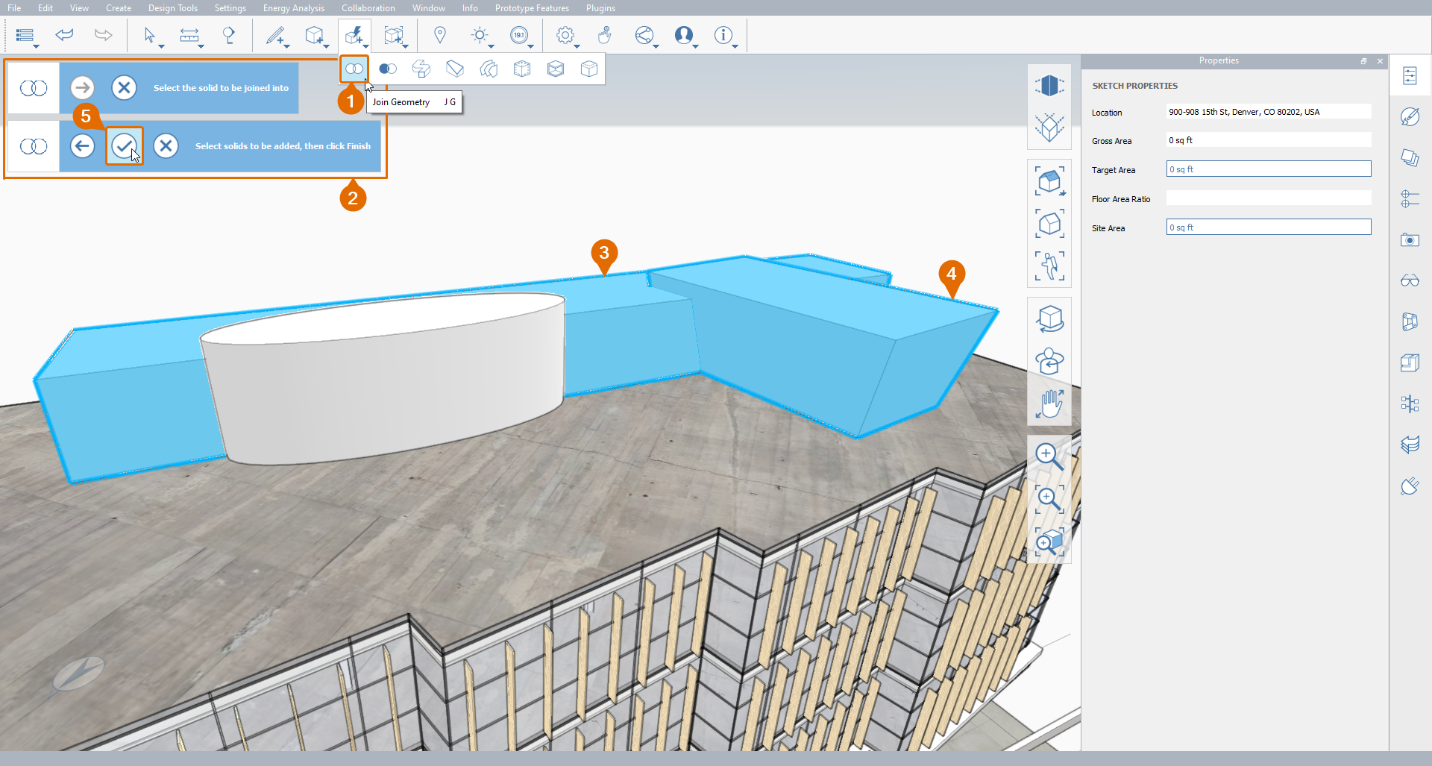 File Edit View Create Design Tools Settings Energy Analysis Collaboration Window Info Prototype Features Plugins
191
Properties
Select the solid to be joined into
1
Join Geometry J G
5
Select solids to be added, then click Finish
2
3
4
SKETCH PROPERTIES
Location 900-908 15th St, Denver, CO 80202, USA
Gross Area 0 sq ft
Target Area 0 sq ft
Floor Area Ratio
Site Area 0 sq ft